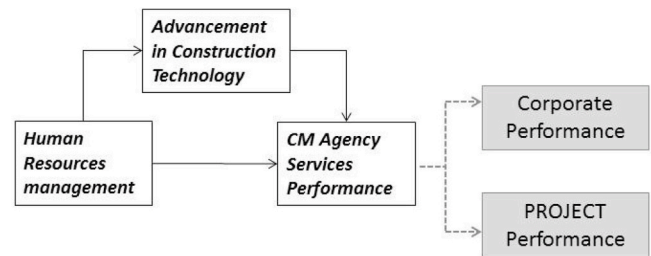 Advancement
in Construction
Technology
Human
Resources
management
CM Agency
Services
Performance
Corporate
Performance
PROJECT
Performance